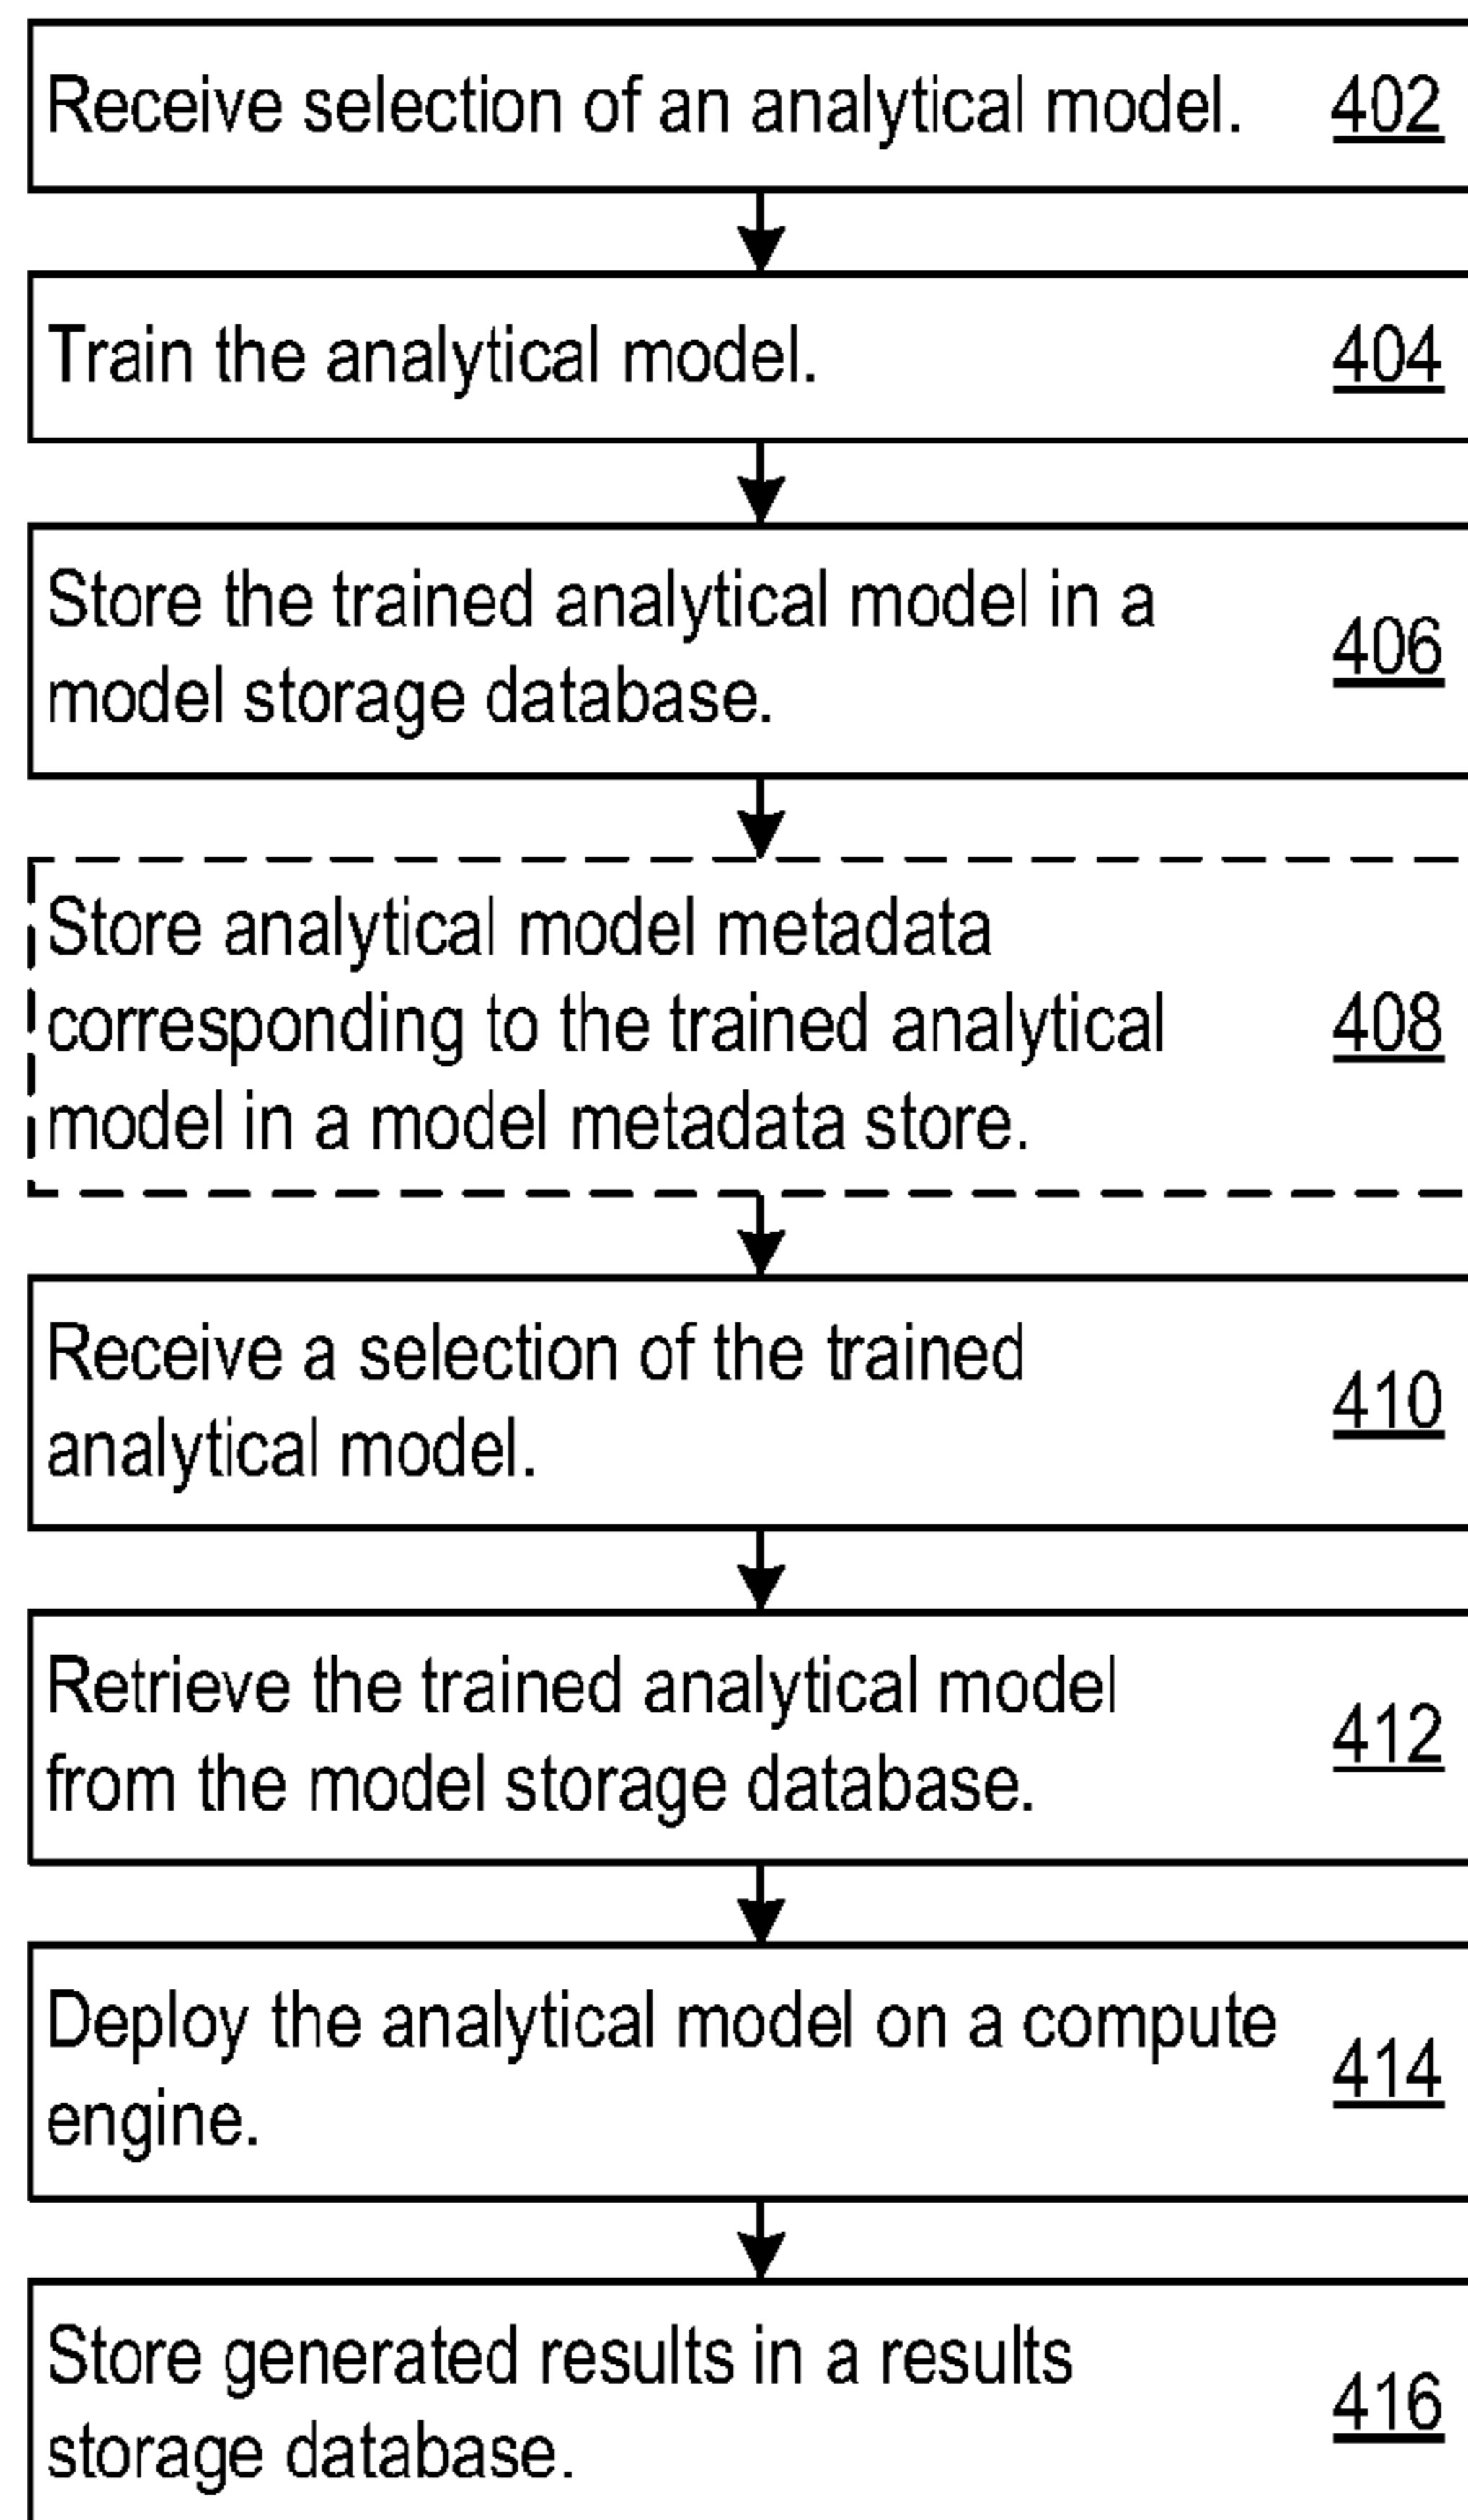 Receive selection of an analytical model. 402
Train the analytical model. 404
Store the trained analytical model in a
model storage database.
406
Store analytical model metadata
corresponding to the trained analytical
model in a model metadata store.
408
Receive a selection of the trained
analytical model.
410
Retrieve the trained analytical model
from the model storage database.
412
Deploy the analytical model on a compute
engine.
414
Store generated results in a results
storage database.
416